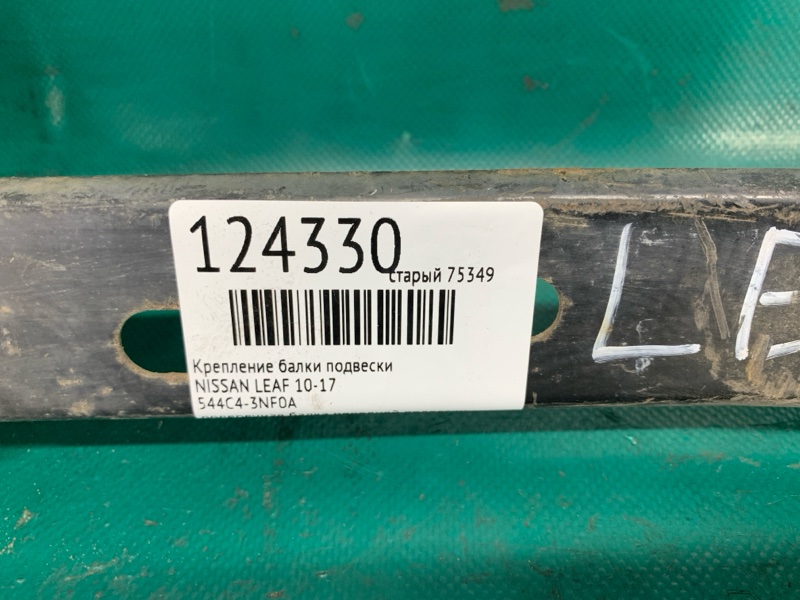 124330
старый 75349
Крепление балки подвески
NISSAN LEAF 10-17
544C4-3NF0A
LE